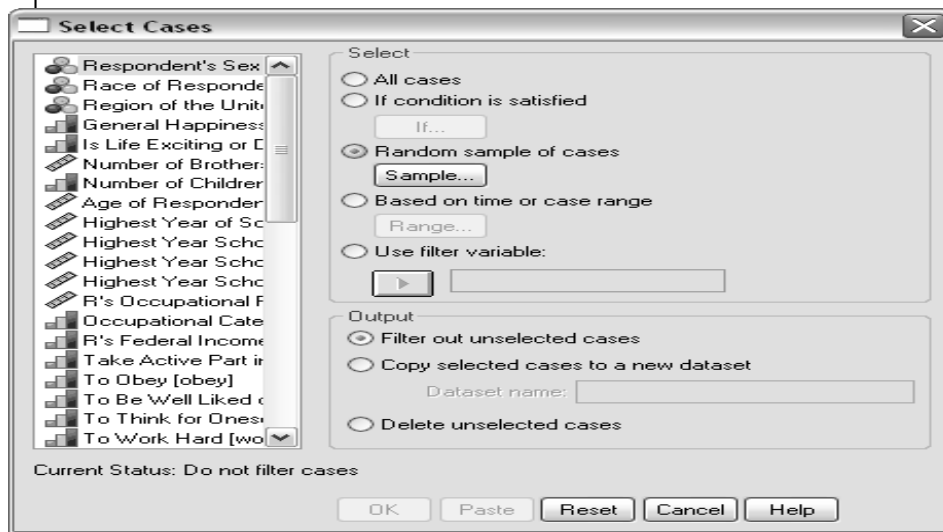 Select Cases
Respondent's Sex
Race of Responde
Region of the Unit
General Happiness
Is Life Exciting or D
Number of Brother
Number of Children
Age of Responden
Highest Year of Sc
Highest Year Scho
Highest Year Scho
Highest Year Scho
R's Occupational P
Occupational Cate
R's Federal Income
Take Active Part in
To Obey [obey]
To Be Well Liked o
To Think for Ones
To Work Hard [wo
Current Status: Do not filter cases
Select
All cases
If condition is satisfied
If...
Random sample of cases
Sample...
Based on time or case range
Range...
Use filter variable:
Output
Filter out unselected cases
Copy selected cases to a new dataset
Dataset name:
Delete unselected cases
OK
Paste
Reset
Cancel
Help